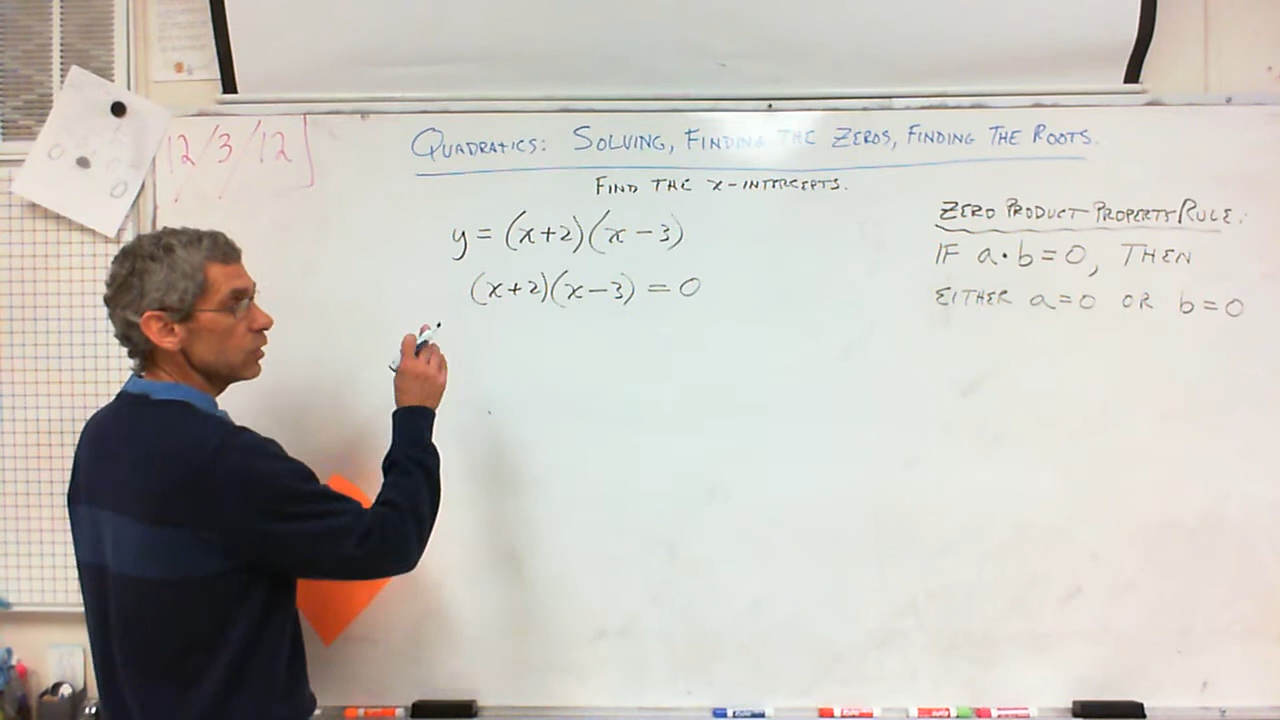 12/3/12
QUADRATICS: SOLVING, FINDING THE ZEROS, FINDING THE ROOTS.
FIND THE x-INTERCEPTS.
y = (x+2)(x-3)
(x+2)(x-3) = 0
ZERO PRODUCT PROPERTY RULE.
IF a·b=0, THEN
EITHER a=0 OR b=0